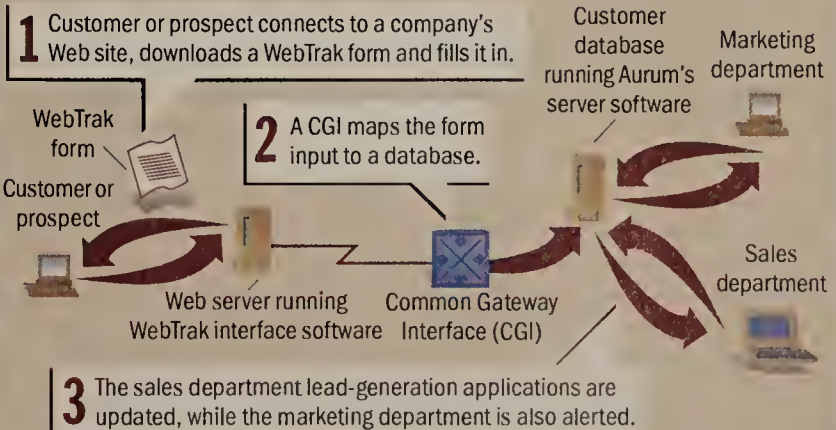 1 Customer or prospect connects to a company's
Web site, downloads a WebTrak form and fills it in.
WebTrak
form
Customer or
prospect
2 A CGI maps the form
input to a database.
Web server running
WebTrak interface software
Common Gateway
Interface (CGI)
Customer
database
running Aurum's
server software
Marketing
department
Sales
department
3 The sales department lead-generation applications are
updated, while the marketing department is also alerted.